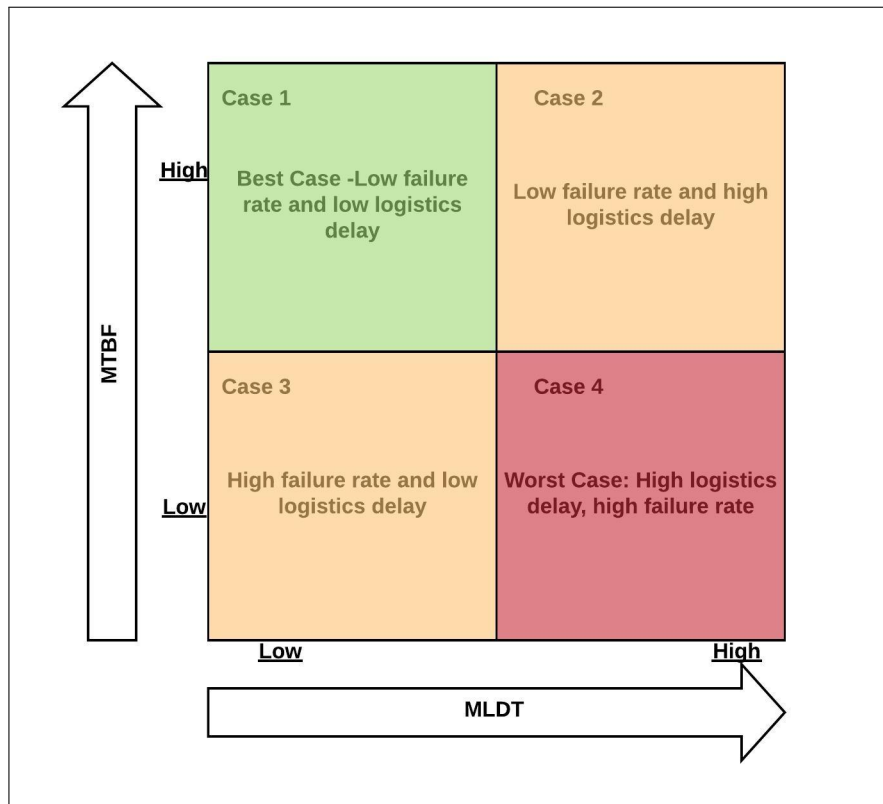 Case 1
Case 2
High
Best Case -Low failure
rate and low logistics
delay
Low failure rate and high
logistics delay
MTBF
Case 3
Case 4
Low
High failure rate and low
logistics delay
Worst Case: High logistics
delay, high failure rate
Low
High
MLDT